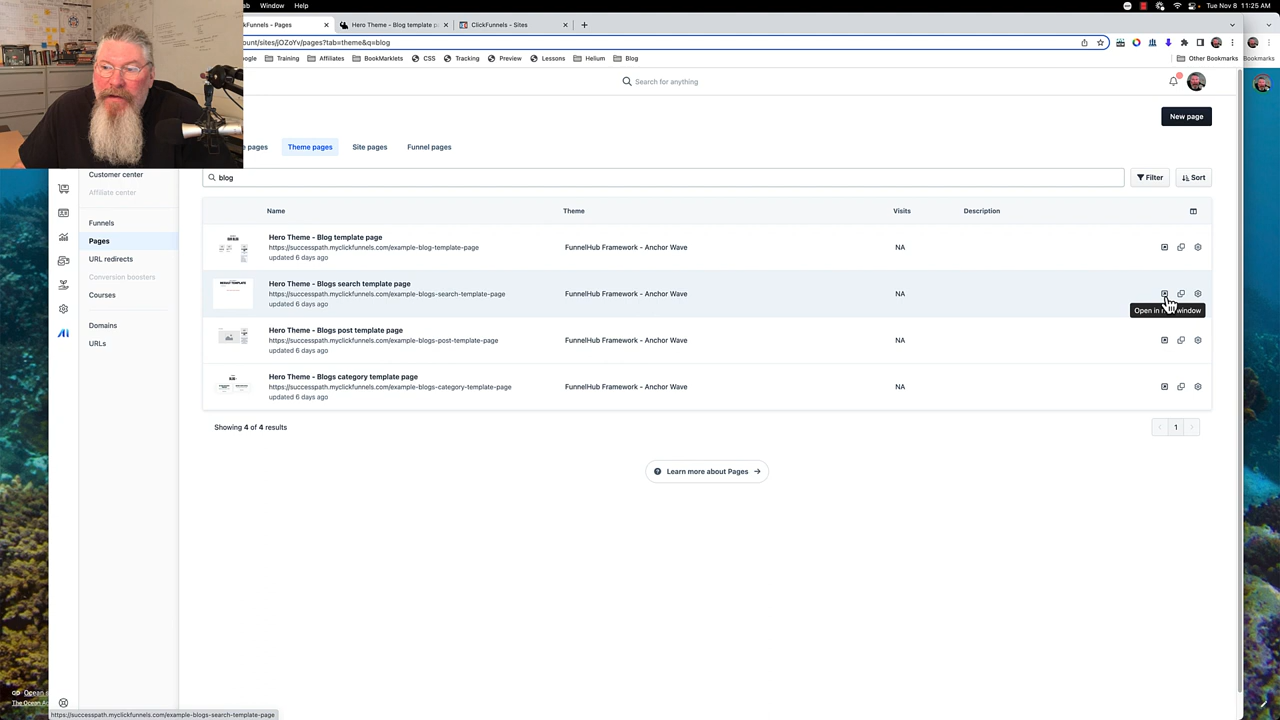 ab Window Help
Tue Nov 8 11:25 AM
ckFunnels - Pages
Hero Theme - Blog template p
ClickFunnels - Sites
ount/sites/jOZoYv/pages?tab=theme&q=blog
ogle Training Affiliates BookMarklets CSS Tracking Preview Lessons Helium Blog
Other Bookmarks
Bookmarks
Search for anything
New page
e pages
Theme pages
Site pages
Funnel pages
Customer center
Affiliate center
Funnels
Pages
URL redirects
Conversion boosters
Courses
Domains
URLs
blog
Filter
Sort
Name Theme Visits Description
Hero Theme - Blog template page
https://successpath.myclickfunnels.com/example-blog-template-page
updated 6 days ago
FunnelHub Framework - Anchor Wave
NA
Hero Theme - Blogs search template page
https://successpath.myclickfunnels.com/example-blogs-search-template-page
updated 6 days ago
FunnelHub Framework - Anchor Wave
NA
Open in n window
Hero Theme - Blogs post template page
https://successpath.myclickfunnels.com/example-blogs-post-template-page
updated 6 days ago
FunnelHub Framework - Anchor Wave
NA
Hero Theme - Blogs category template page
https://successpath.myclickfunnels.com/example-blogs-category-template-page
updated 6 days ago
FunnelHub Framework - Anchor Wave
NA
Showing 4 of 4 results
1
Learn more about Pages
Ocean
The Ocean A
https://successpath.myclickfunnels.com/example-blogs-search-template-page